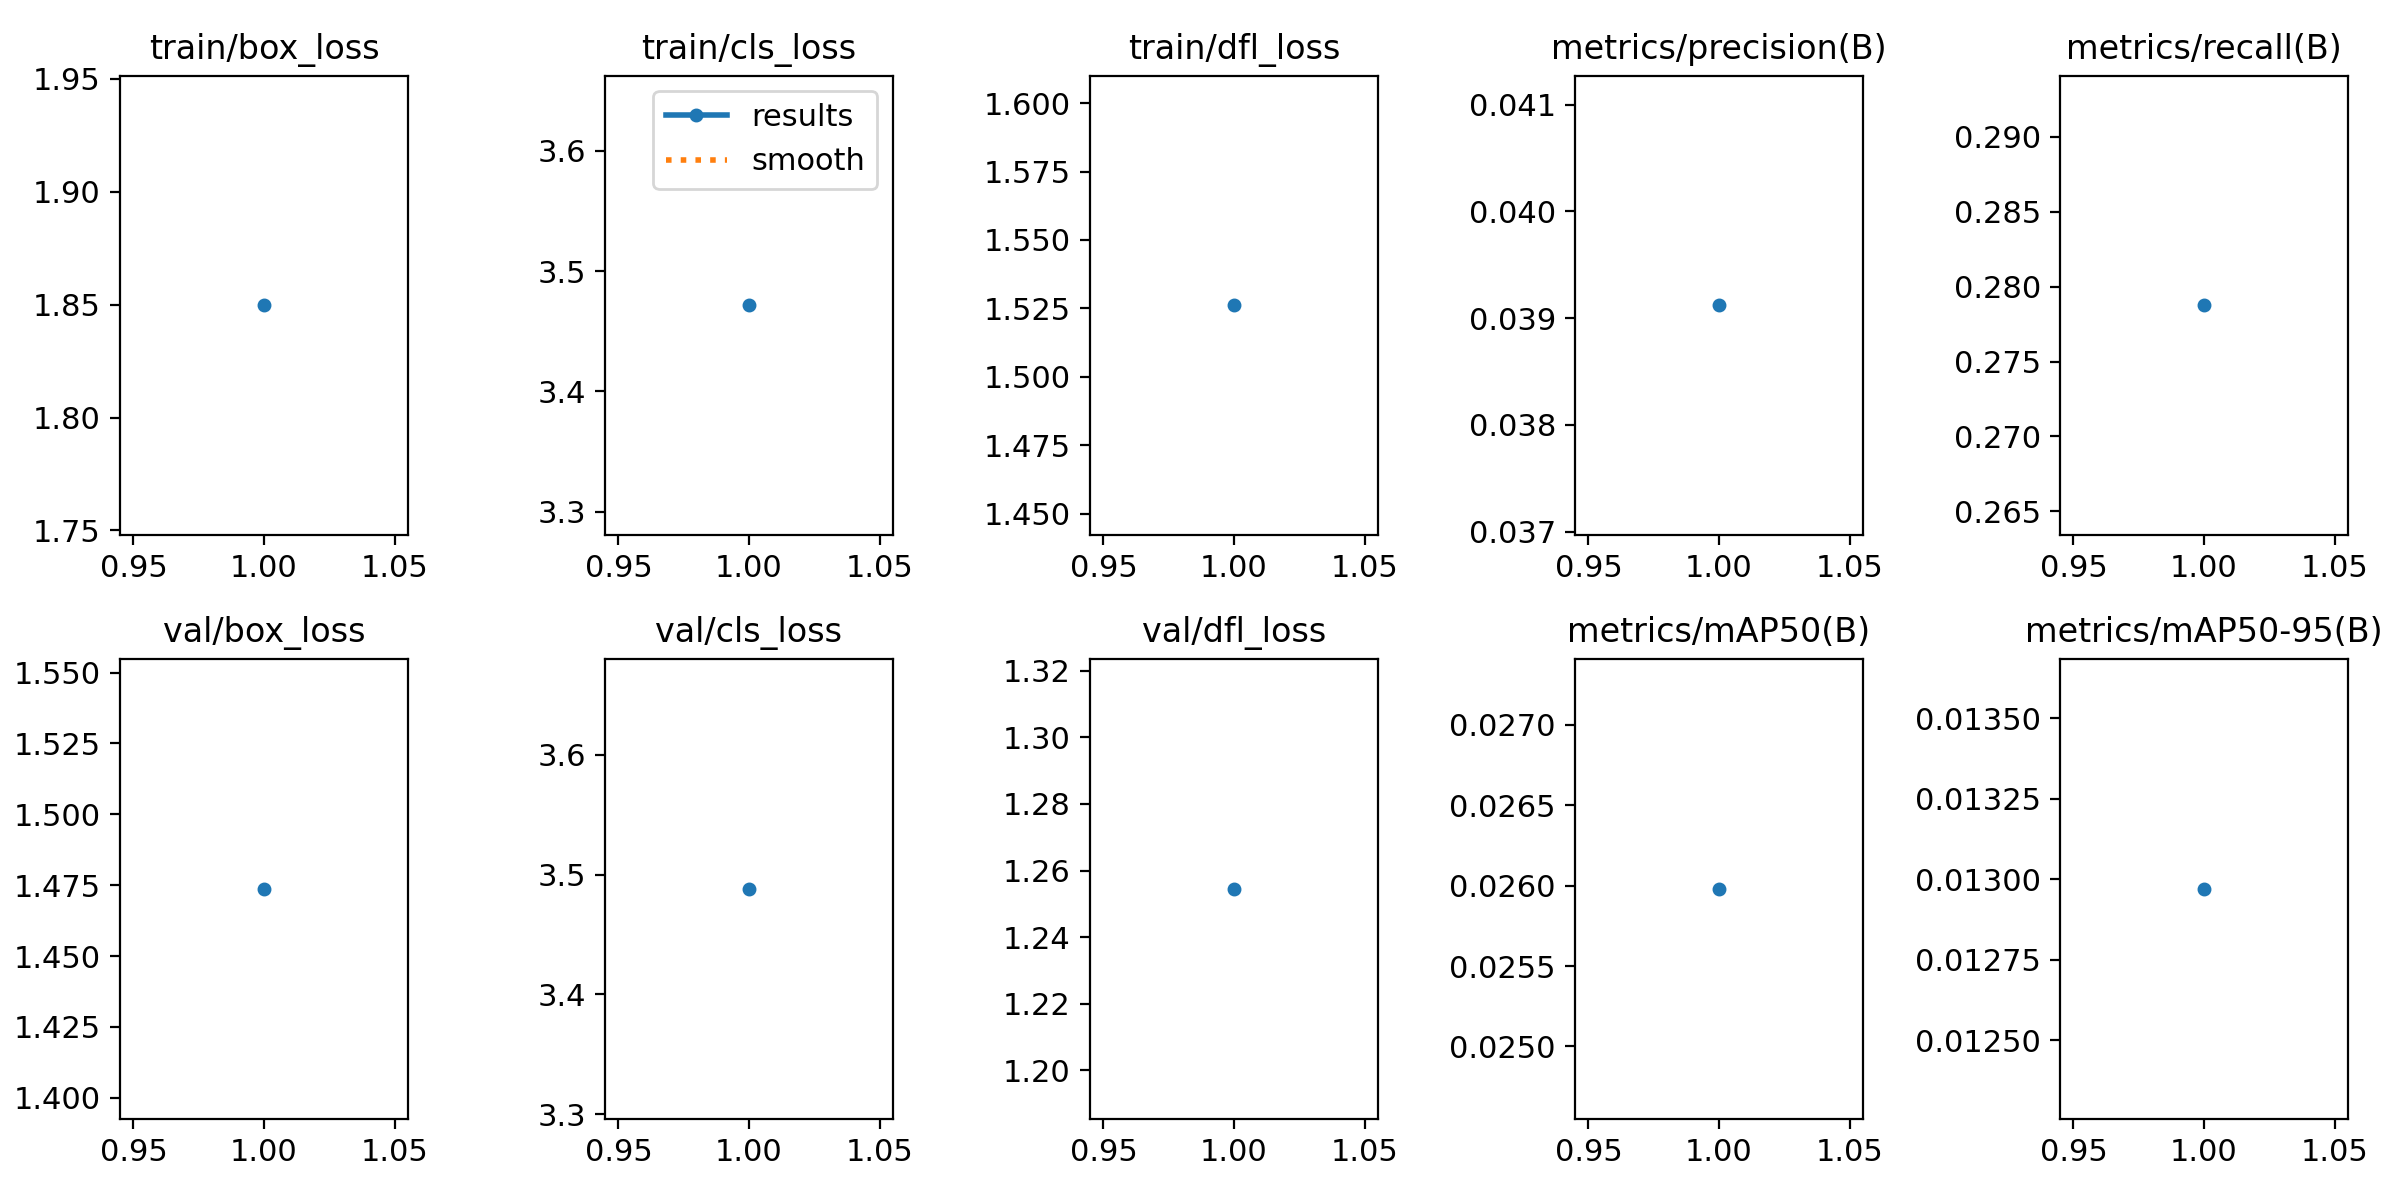 train/box_loss
1.95
1.90
1.85
1.80
1.75
0.95 1.00 1.05
train/cls_loss
results
smooth
3.6
3.5
3.4
3.3
0.95 1.00 1.05
train/dfl_loss
1.600
1.575
1.550
1.525
1.500
1.475
1.450
0.95 1.00 1.05
metrics/precision(B)
0.041
0.040
0.039
0.038
0.037
0.95 1.00 1.05
metrics/recall(B)
0.290
0.285
0.280
0.275
0.270
0.265
0.95 1.00 1.05
val/box_loss
1.550
1.525
1.500
1.475
1.450
1.425
1.400
0.95 1.00 1.05
val/cls_loss
3.6
3.5
3.4
3.3
0.95 1.00 1.05
val/dfl_loss
1.32
1.30
1.28
1.26
1.24
1.22
1.20
0.95 1.00 1.05
metrics/mAP50(B)
0.0270
0.0265
0.0260
0.0255
0.0250
0.95 1.00 1.05
metrics/mAP50-95(B)
0.01350
0.01325
0.01300
0.01275
0.01250
0.95 1.00 1.05